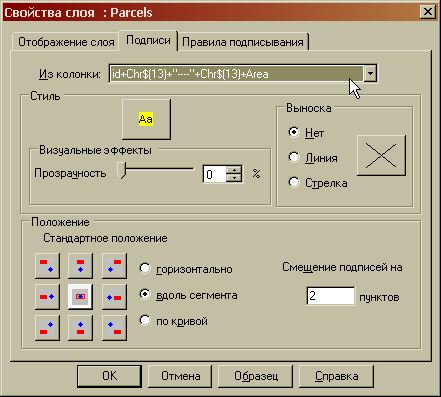 Свойства слоя : Parcels
Отображение слоя Подписи Правила подписывания
Из колонки: id+Chr$(13)+"----"+Chr$(13)+Area
Стиль
Aa
Выноска
Нет
Линия
Стрелка
Визуальные эффекты
Прозрачность 0 %
Положение
Стандартное положение
горизонтально
вдоль сегмента
по кривой
Смещение подписей на
2 пунктов
OK Отмена Образец Справка